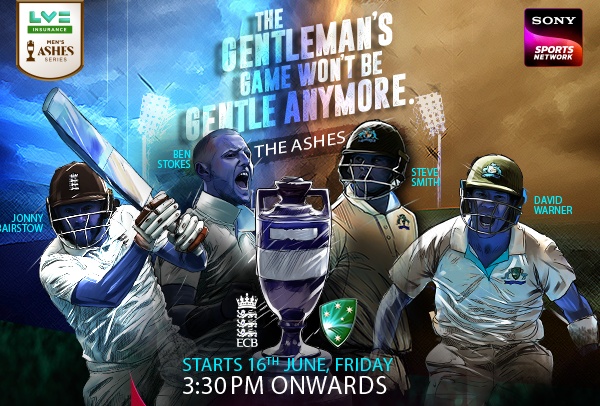 LV=
INSURANCE
MEN'S
ASHES
SERIES
THE
GENTLEMAN'S
GAME WON'T BE
GENTLE ANYMORE.
THE ASHES
SONY
SPORTS
NETWORK
BEN
STOKES
STEVE
SMITH
JONNY
BAIRSTOW
DAVID
WARNER
ECB
STARTS 16TH JUNE, FRIDAY
3:30 PM ONWARDS